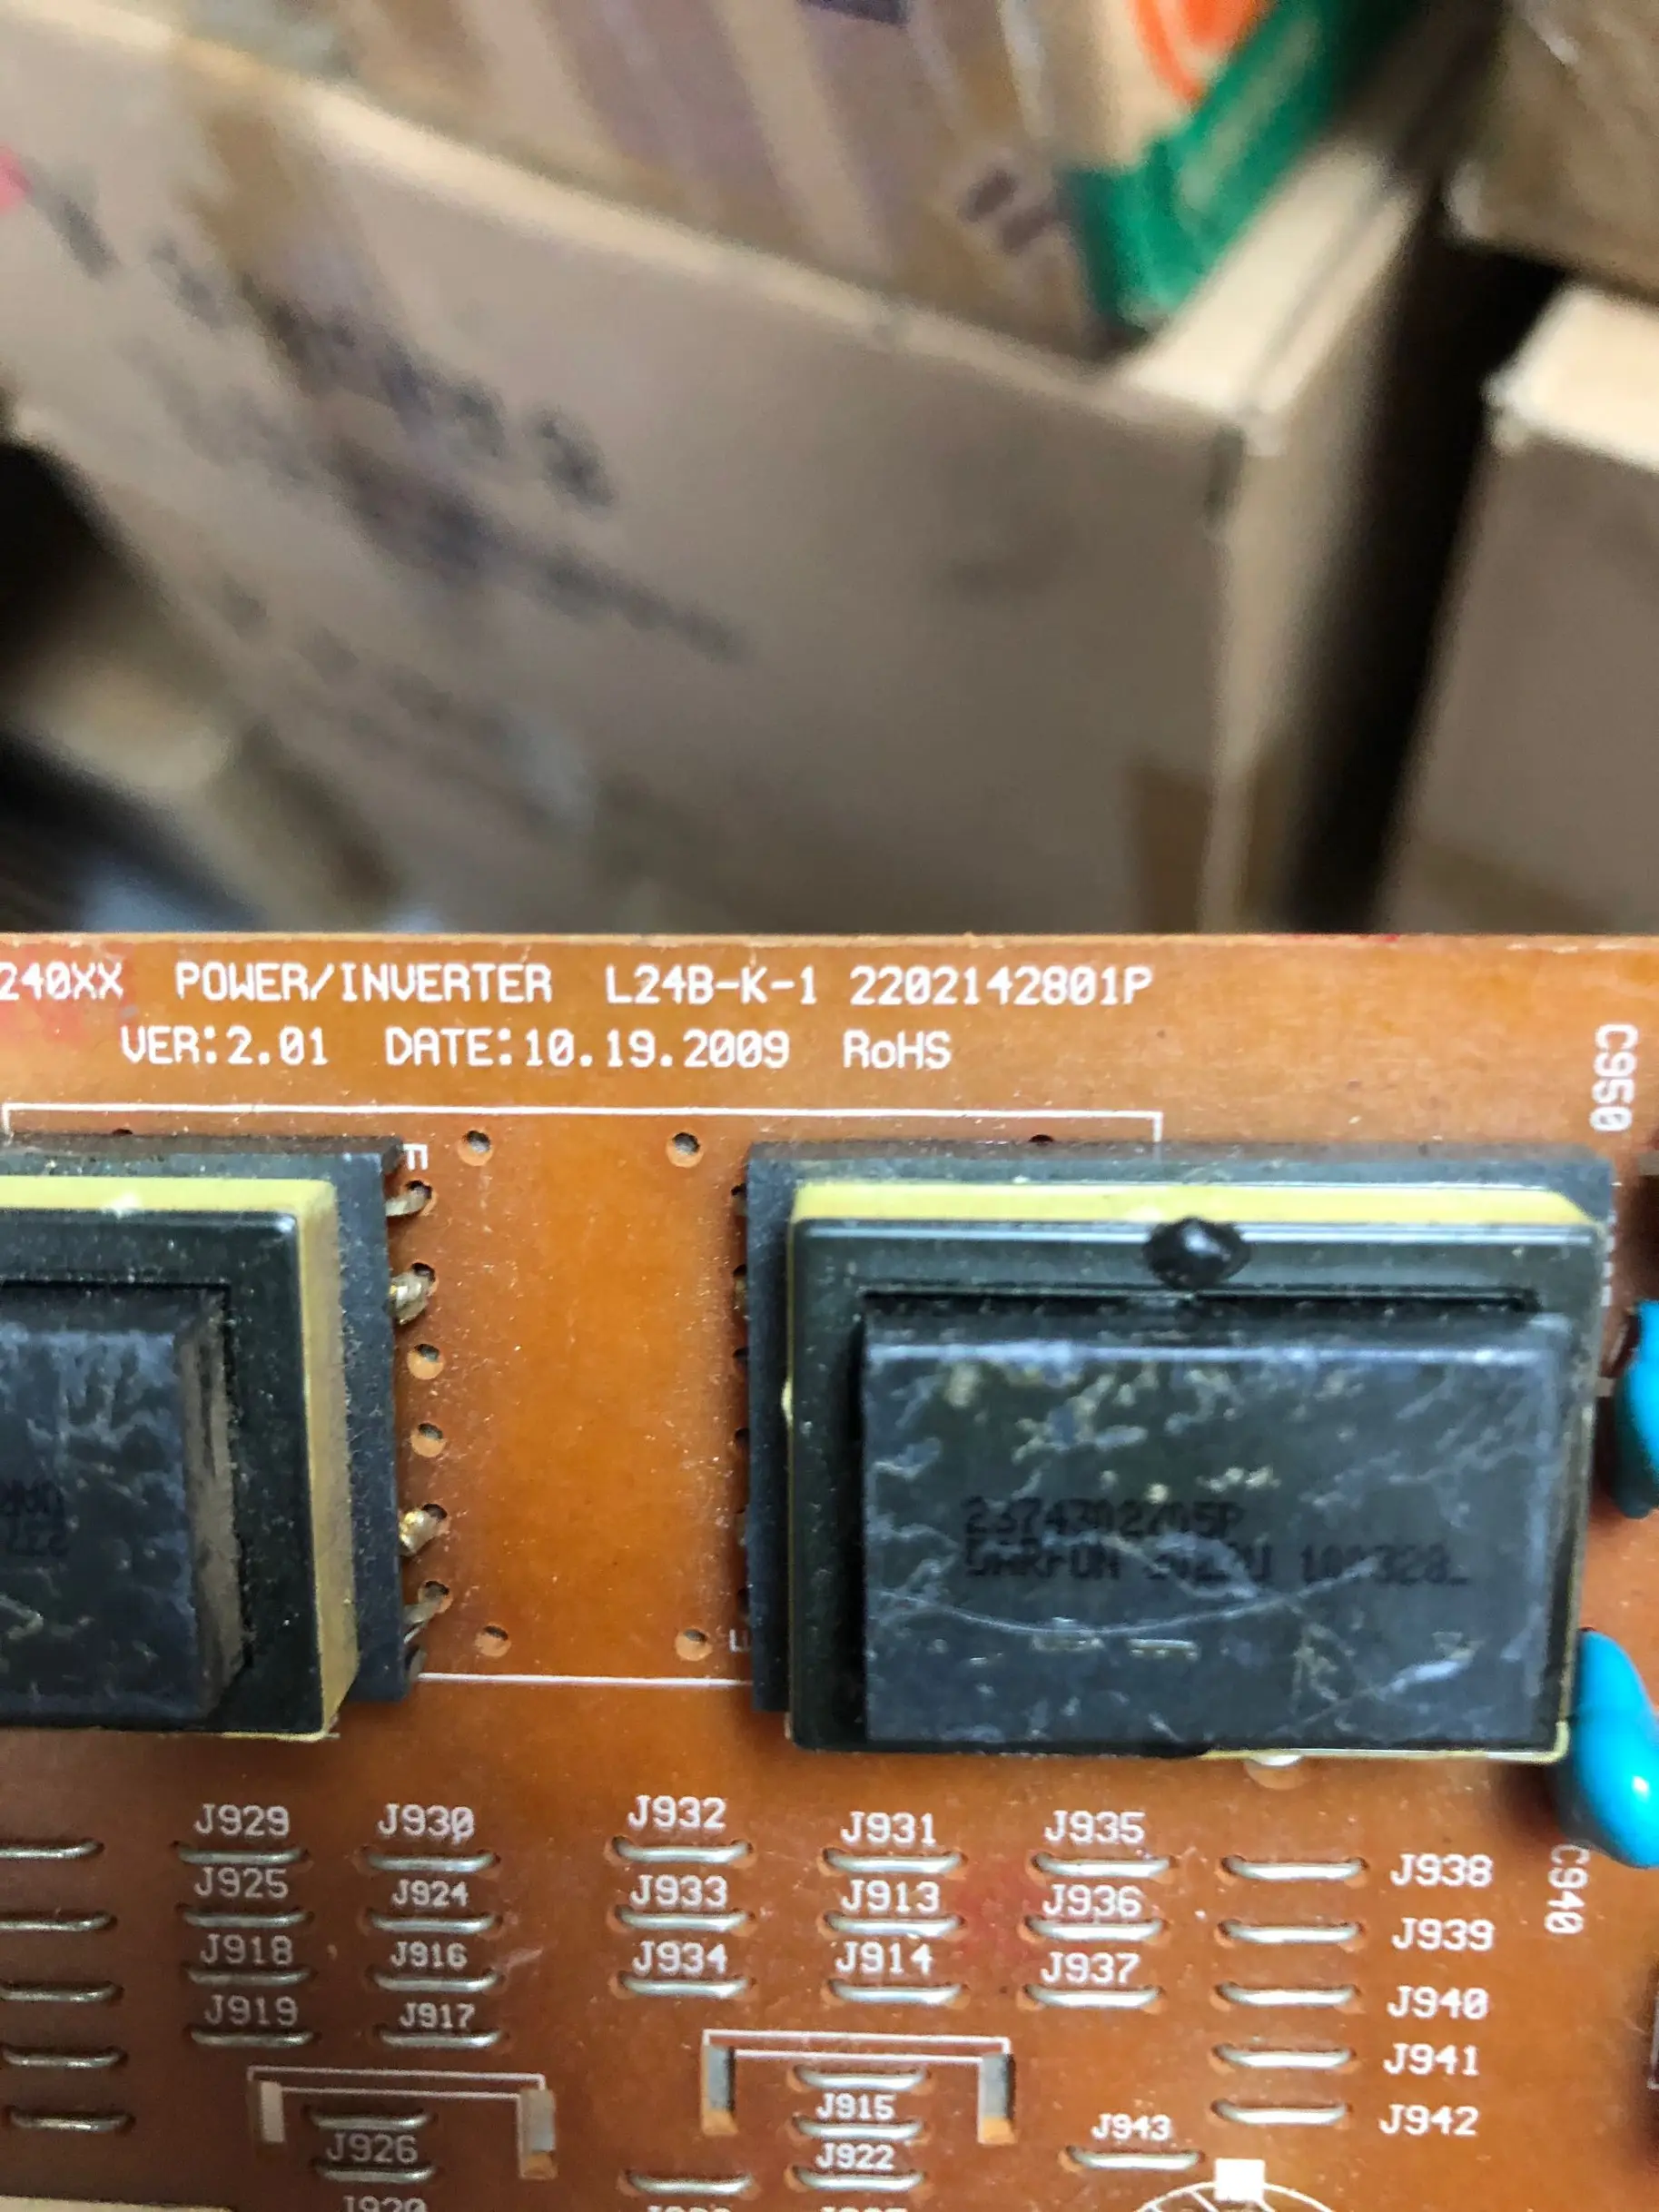 240XX POWER/INVERTER L24B-K-1 2202142801P
VER:2.01 DATE:10.19.2009 RoHS
C950
E
E
J929 J930 J932 J931 J935
J938
J925 J924 J933 J913 J936
J939
C940
J918 J916 J934 J914 J937
J940
J919 J917
J941
J915
J942
J943
J926
J922
J920